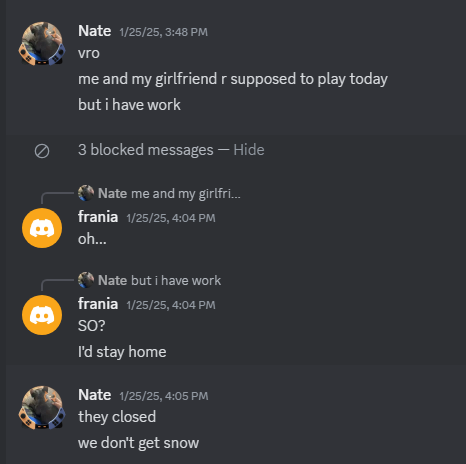 Nate 1/25/25, 3:48 PM
vro
me and my girlfriend r supposed to play today
but i have work
3 blocked messages — Hide
Nate me and my girlfri...
frania 1/25/25, 4:04 PM
oh...
Nate but i have work
frania 1/25/25, 4:04 PM
SO?
I'd stay home
Nate 1/25/25, 4:05 PM
they closed
we don't get snow